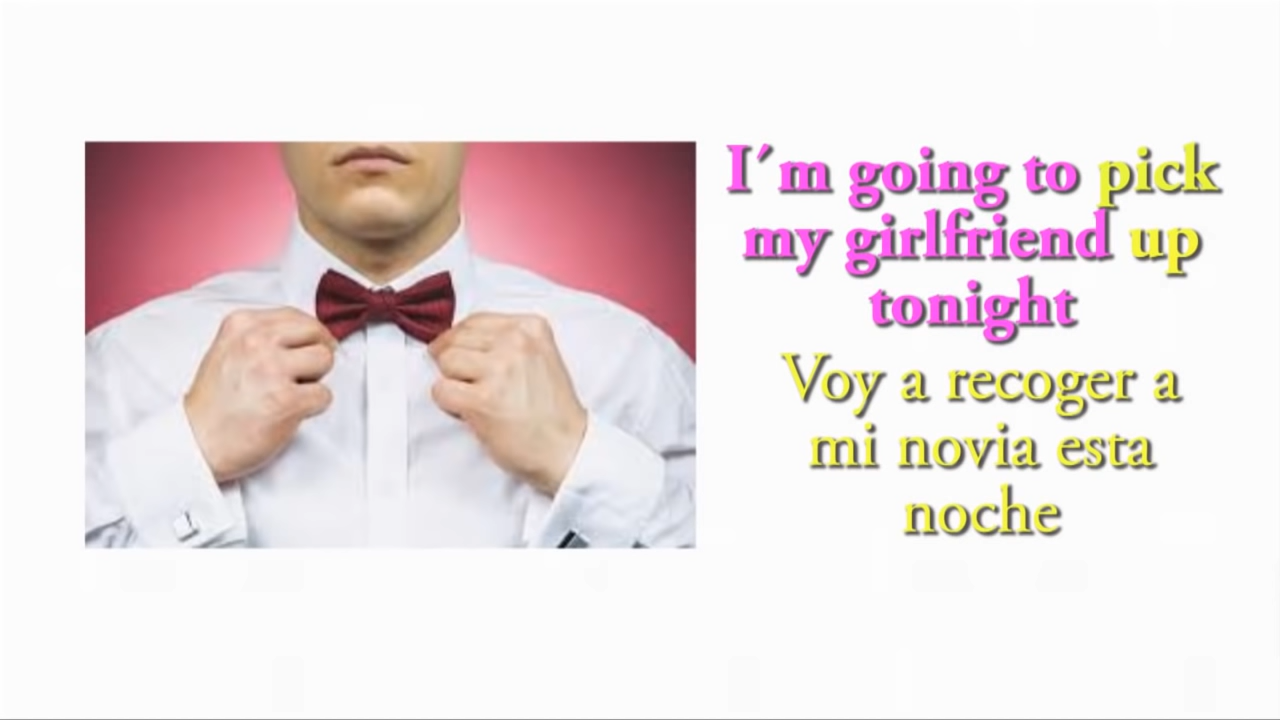 I´m going to pick
my girlfriend up
tonight
Voy a recoger a
mi novia esta
noche